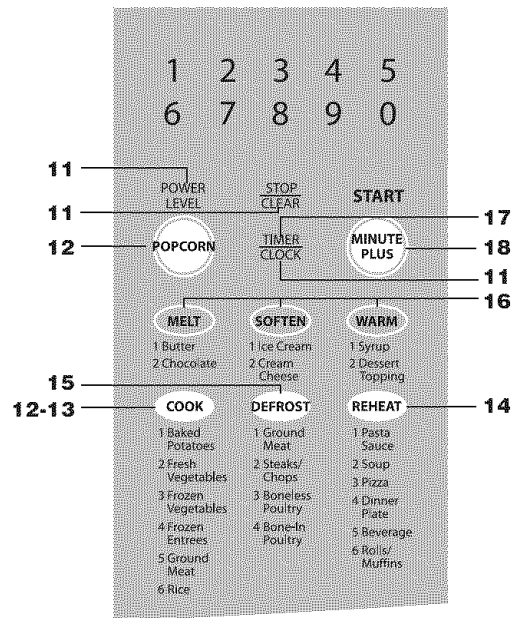 1 2 3 4 5
6 7 8 9 0
11
POWER
LEVEL
STOP
CLEAR
START
11
12
POPCORN
TIMER
CLOCK
MINUTE
PLUS
17
18
11
16
MELT
SOFTEN
WARM
1 Butter
2 Chocolate
1 Ice Cream
2 Cream
Cheese
1 Syrup
2 Dessert
Topping
15
12-13
COOK
DEFROST
REHEAT
14
1 Baked
Potatoes
2 Fresh
Vegetables
3 Frozen
Vegetables
4 Frozen
Entrees
5 Ground
Meat
6 Rice
1 Ground
Meat
2 Steaks/
Chops
3 Boneless
Poultry
4 Bone-In
Poultry
1 Pasta
Sauce
2 Soup
3 Pizza
4 Dinner
Plate
5 Beverage
6 Rolls/
Muffins